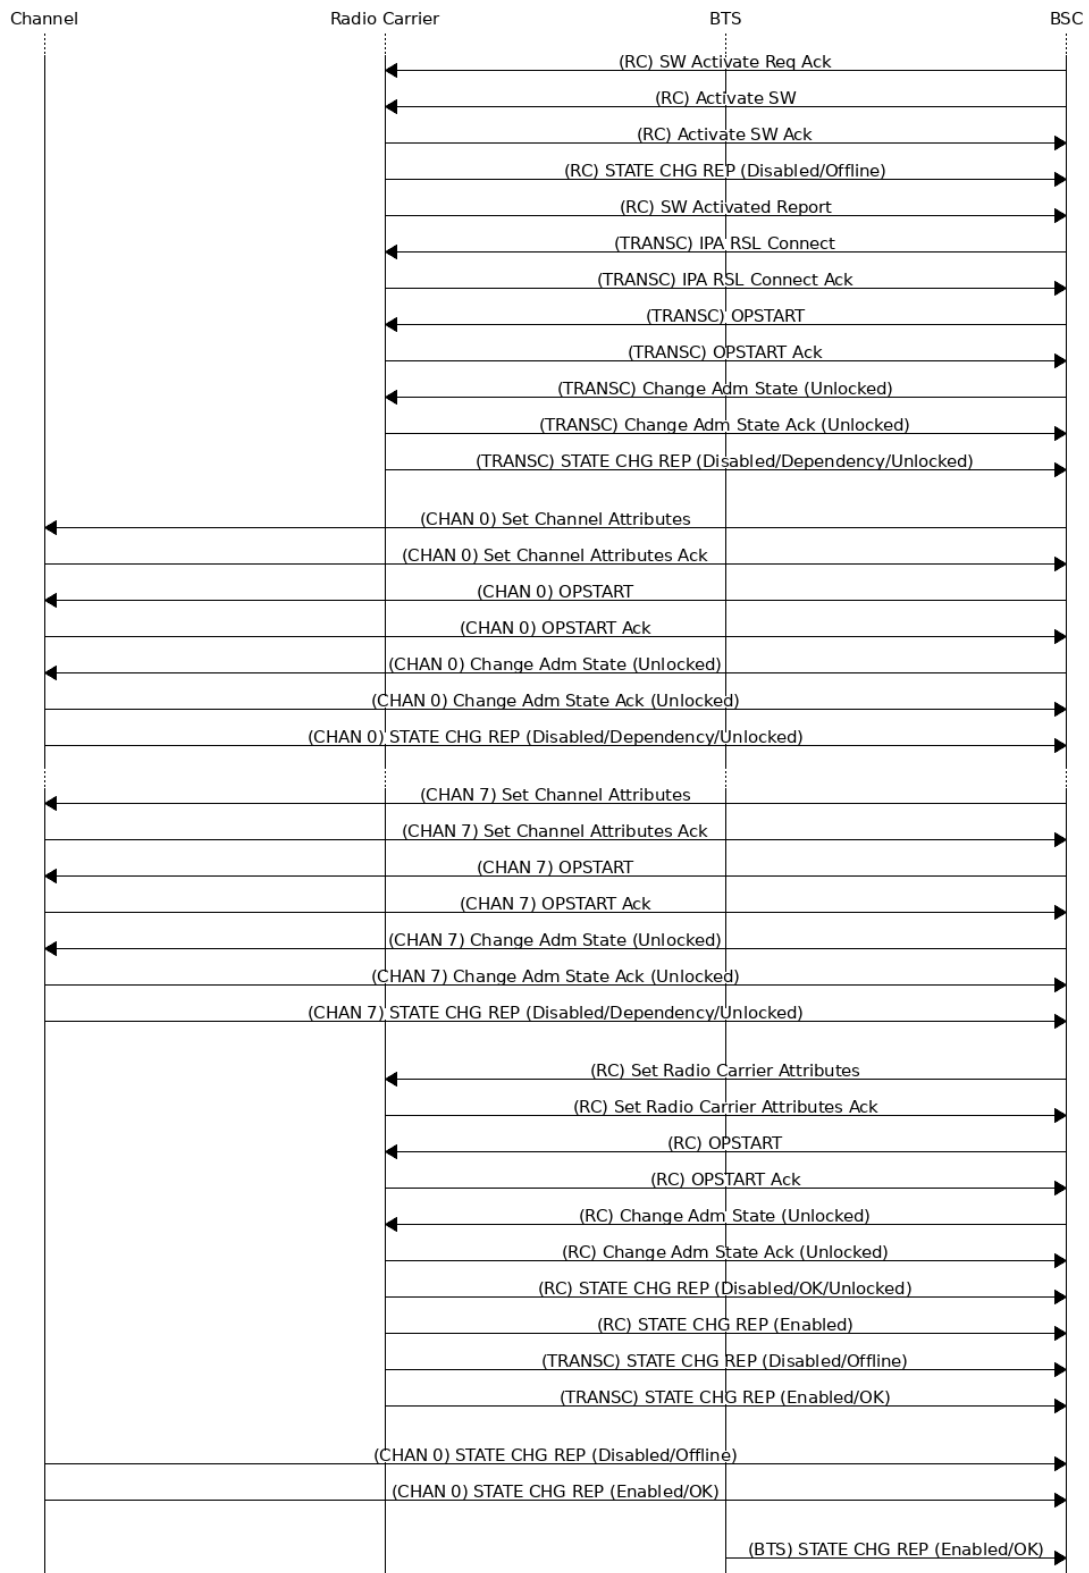 Channel Radio Carrier BTS BSC
(RC) SW Activate Req Ack
(RC) Activate SW
(RC) Activate SW Ack
(RC) STATE CHG REP (Disabled/Offline)
(RC) SW Activated Report
(TRANSC) IPA RSL Connect
(TRANSC) IPA RSL Connect Ack
(TRANSC) OPSTART
(TRANSC) OPSTART Ack
(TRANSC) Change Adm State (Unlocked)
(TRANSC) Change Adm State Ack (Unlocked)
(TRANSC) STATE CHG REP (Disabled/Dependency/Unlocked)
(CHAN 0) Set Channel Attributes
(CHAN 0) Set Channel Attributes Ack
(CHAN 0) OPSTART
(CHAN 0) OPSTART Ack
(CHAN 0) Change Adm State (Unlocked)
(CHAN 0) Change Adm State Ack (Unlocked)
(CHAN 0) STATE CHG REP (Disabled/Dependency/Unlocked)
(CHAN 7) Set Channel Attributes
(CHAN 7) Set Channel Attributes Ack
(CHAN 7) OPSTART
(CHAN 7) OPSTART Ack
(CHAN 7) Change Adm State (Unlocked)
(CHAN 7) Change Adm State Ack (Unlocked)
(CHAN 7) STATE CHG REP (Disabled/Dependency/Unlocked)
(RC) Set Radio Carrier Attributes
(RC) Set Radio Carrier Attributes Ack
(RC) OPSTART
(RC) OPSTART Ack
(RC) Change Adm State (Unlocked)
(RC) Change Adm State Ack (Unlocked)
(RC) STATE CHG REP (Disabled/OK/Unlocked)
(RC) STATE CHG REP (Enabled)
(TRANSC) STATE CHG REP (Disabled/Offline)
(TRANSC) STATE CHG REP (Enabled/OK)
(CHAN 0) STATE CHG REP (Disabled/Offline)
(CHAN 0) STATE CHG REP (Enabled/OK)
(BTS) STATE CHG REP (Enabled/OK)